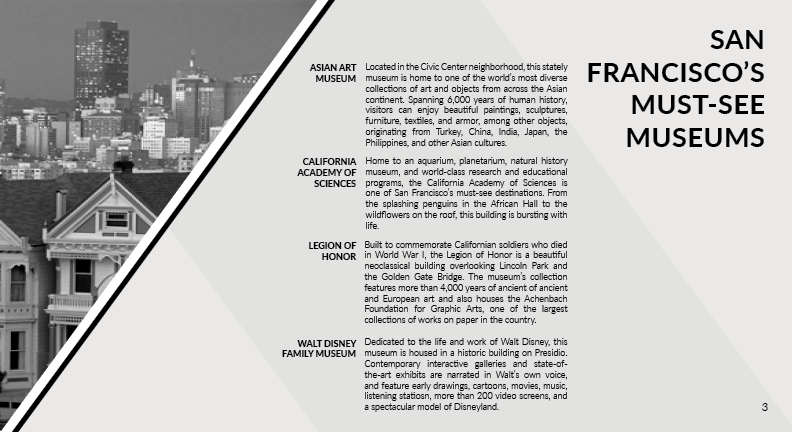 SAN
FRANCISCO'S
MUST-SEE
MUSEUMS
ASIAN ART
MUSEUM
Located in the Civic Center neighborhood, this stately
museum is home to one of the world's most diverse
collections of art and objects from across the Asian
continent. Spanning 6,000 years of human history,
visitors can enjoy beautiful paintings, sculptures,
furniture, textiles, and armor, among other objects,
originating from Turkey, China, India, Japan, the
Philippines, and other Asian cultures.
CALIFORNIA
ACADEMY OF
SCIENCES
Home to an aquarium, planetarium, natural history
museum, and world-class research and educational
programs, the California Academy of Sciences is
one of San Francisco's must-see destinations. From
the splashing penguins in the African Hall to the
wildflowers on the roof, this building is bursting with
life.
LEGION OF
HONOR
Built to commemorate Californian soldiers who died
in World War I, the Legion of Honor is a beautiful
neoclassical building overlooking Lincoln Park and
the Golden Gate Bridge. The museum's collection
features more than 4,000 years of ancient of ancient
and European art and also houses the Achenbach
Foundation for Graphic Arts, one of the largest
collections of works on paper in the country.
WALT DISNEY
FAMILY MUSEUM
Dedicated to the life and work of Walt Disney, this
museum is housed in a historic building on Presidio.
Contemporary interactive galleries and state-of-
the-art exhibits are narrated in Walt's own voice,
and feature early drawings, cartoons, movies, music,
listening statiosn, more than 200 video screens, and
a spectacular model of Disneyland.
3